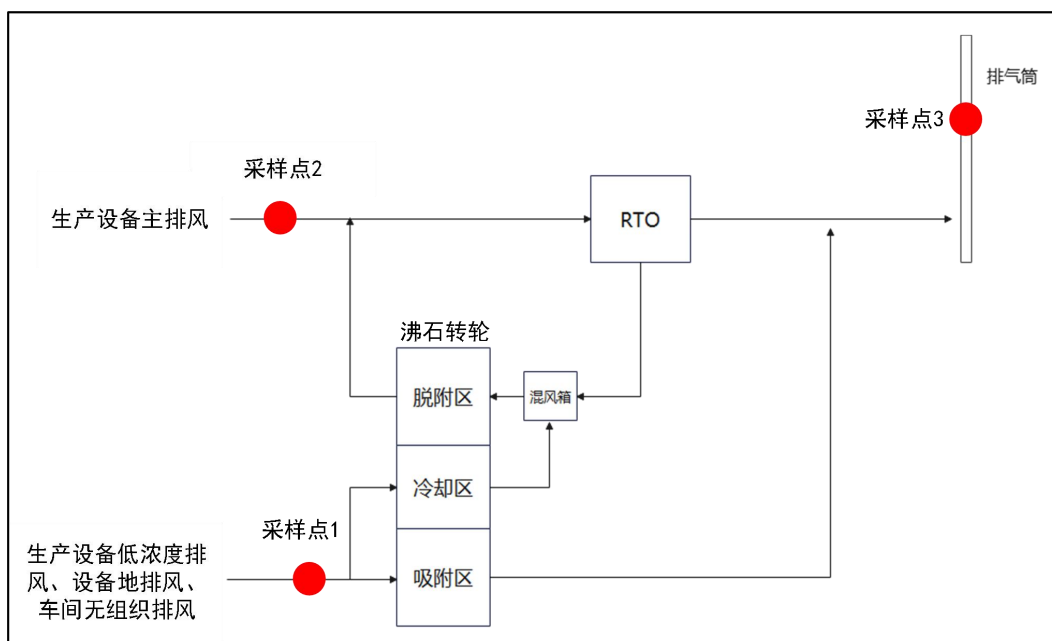 排气筒
采样点3
采样点2
生产设备主排风
RTO
沸石转轮
脱附区
混风箱
冷却区
采样点1
生产设备低浓度排
风、设备地排风、
车间无组织排风
吸附区